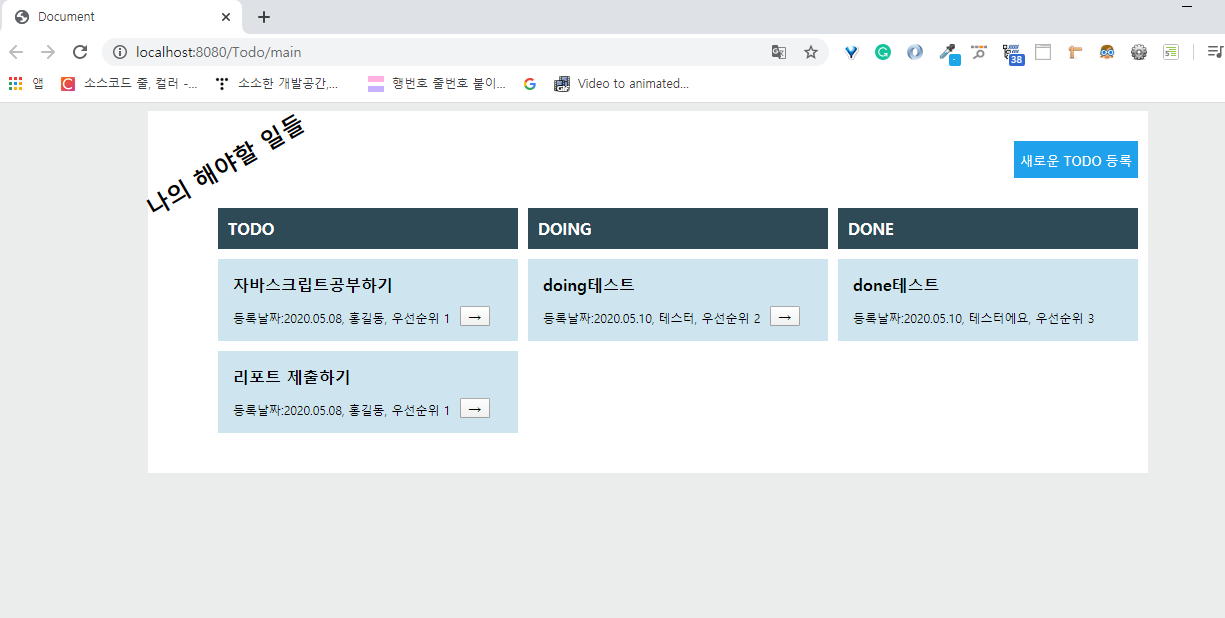 Document
localhost:8080/Todo/main
38
앱
소스코드 줄, 컬러 -...
소소한 개발공간,...
행번호 줄번호 붙이...
Video to animated...
나의 해야할 일들
새로운 TODO 등록
TODO
DOING
DONE
자바스크립트공부하기
등록날짜:2020.05.08, 홍길동, 우선순위 1 →
doing테스트
등록날짜:2020.05.10, 테스터, 우선순위 2 →
done테스트
등록날짜:2020.05.10, 테스터에요, 우선순위 3
리포트 제출하기
등록날짜:2020.05.08, 홍길동, 우선순위 1 →